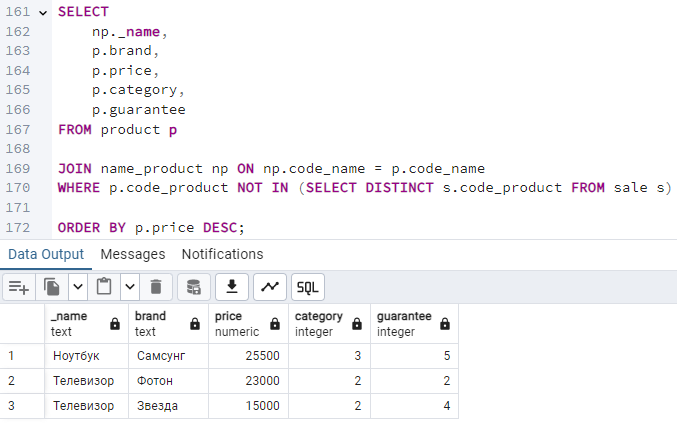 161 SELECT
162 np._name,
163 p.brand,
164 p.price,
165 p.category,
166 p.guarantee
167 FROM product p
168
169 JOIN name_product np ON np.code_name = p.code_name
170 WHERE p.code_product NOT IN (SELECT DISTINCT s.code_product FROM sale s)
171
172 ORDER BY p.price DESC;
Data Output Messages Notifications
SQL
_name brand price category guarantee
text text numeric integer integer
1 Ноутбук Самсунг 25500 3 5
2 Телевизор Фотон 23000 2 2
3 Телевизор Звезда 15000 2 4